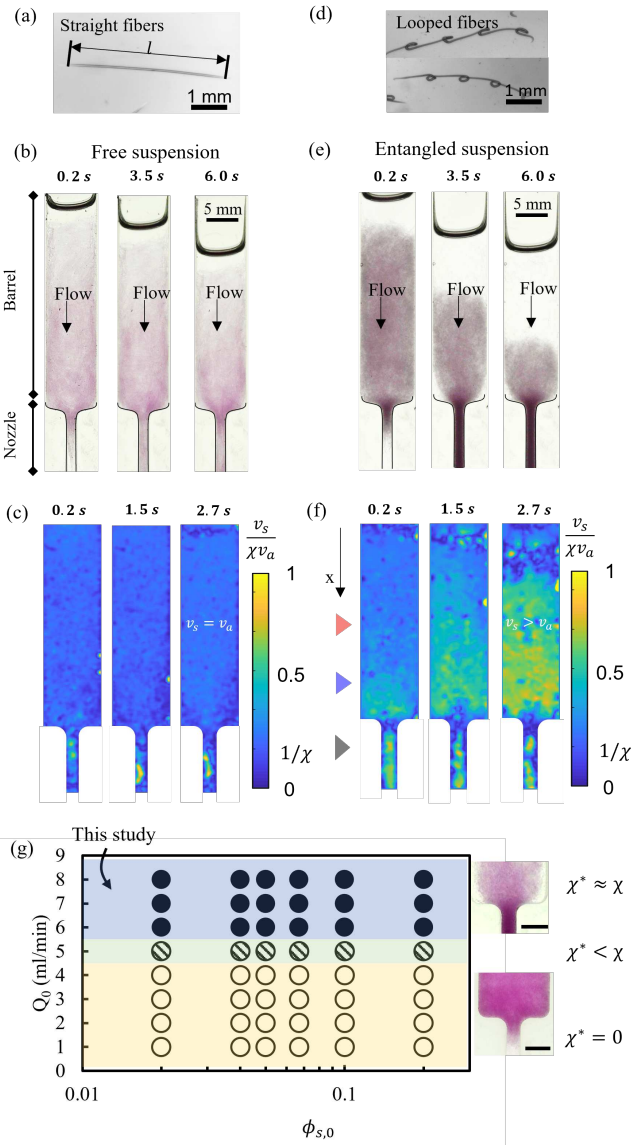 (a)
Straight fibers
l
1 mm
(d)
Looped fibers
1 mm
(b)
Free suspension
0.2 s 3.5 s 6.0 s
5 mm
Flow Flow Flow
Barrel
Nozzle
(e)
Entangled suspension
0.2 s 3.5 s 6.0 s
5 mm
Flow Flow Flow
(c)
0.2 s 1.5 s 2.7 s
v_s
χv_a
v_s = v_a
1
0.5
1/χ
0
(f)
0.2 s 1.5 s 2.7 s
x
v_s
χv_a
v_s > v_a
1
0.5
1/χ
0
This study
(g)
9
8
7
6
5
4
3
2
1
0
Q₀ (ml/min)
0.01 0.1
ϕ_{s,0}
χ* ≈ χ
χ* < χ
χ* = 0